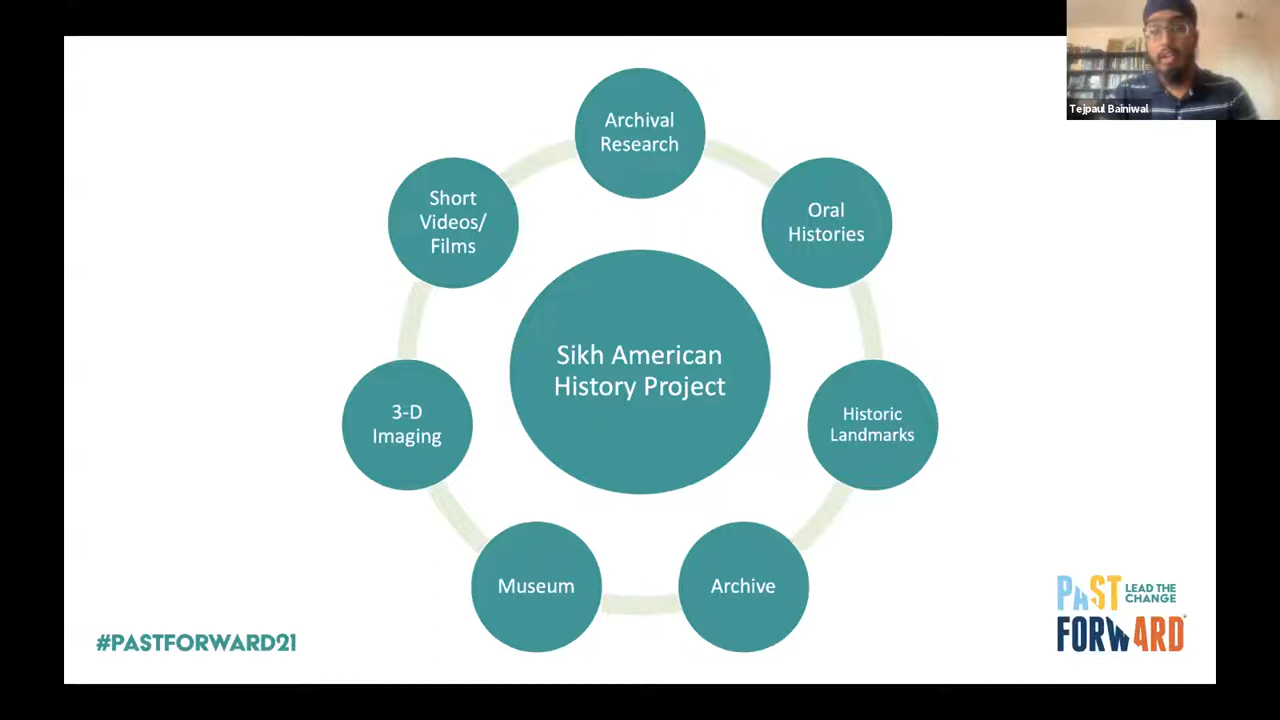 Tejpaul Bainiwal
Archival
Research
Short
Videos/
Films
Oral
Histories
Sikh American
History Project
3-D
Imaging
Historic
Landmarks
Museum
Archive
#PASTFORWARD21
PAST
LEAD THE
CHANGE
FORWARD